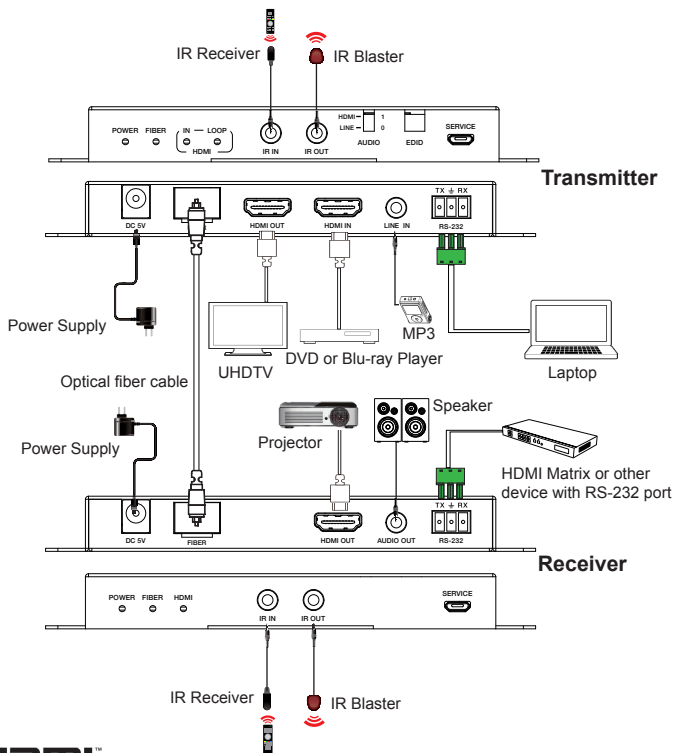 IR Receiver
IR Blaster
POWER FIBER IN LOOP
HDMI
IR IN IR OUT
HDMI 1
LINE 0
AUDIO EDID
SERVICE
Transmitter
DC 5V HDMI OUT HDMI IN LINE IN
TX RX
RS-232
Power Supply
UHDTV
DVD or Blu-ray Player
MP3
Laptop
Optical fiber cable
Power Supply
Projector
Speaker
HDMI Matrix or other
device with RS-232 port
TX RX
DC 5V FIBER HDMI OUT AUDIO OUT RS-232
Receiver
POWER FIBER HDMI
IR IN IR OUT
SERVICE
IR Receiver
IR Blaster